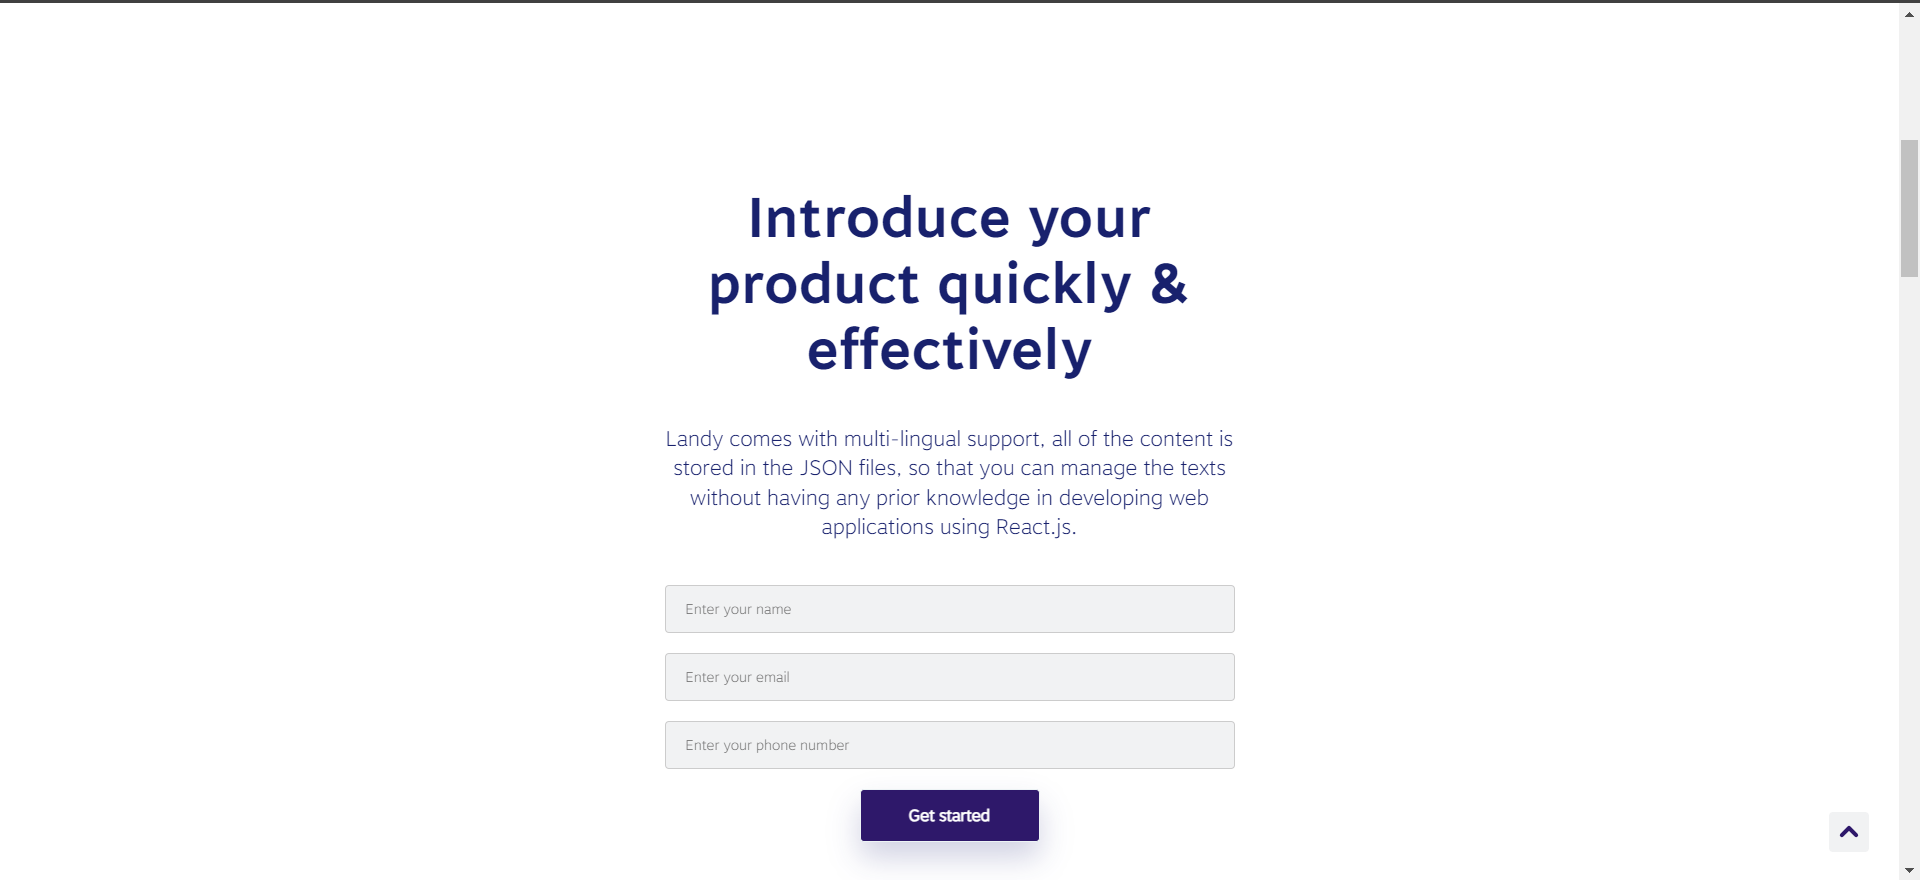 Introduce your
product quickly &
effectively
Landy comes with multi-lingual support, all of the content is
stored in the JSON files, so that you can manage the texts
without having any prior knowledge in developing web
applications using React.js.
Enter your name
Enter your email
Enter your phone number
Get started